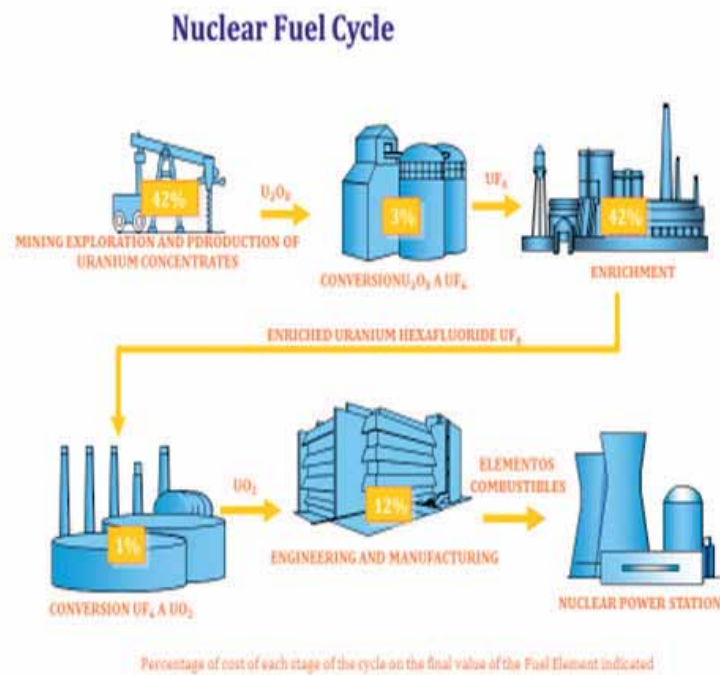 Nuclear Fuel Cycle
42%
U₃O₈
3%
UF₆
42%
MINING EXPLORATION AND PDRODUCTION OF
URANIUM CONCENTRATES
CONVERSIONU₃O₈ A UF₆
ENRICHMENT
ENRICHED URANIUM HEXAFLUORIDE UF₆
1%
UO₂
12%
ELEMENTOS
COMBUSTIBLES
CONVERSION UF₆ A UO₂
ENGINEERING AND MANUFACTURING
NUCLEAR POWER STATION
Percentage of cost of each stage of the cycle on the final value of the Fuel Element indicated